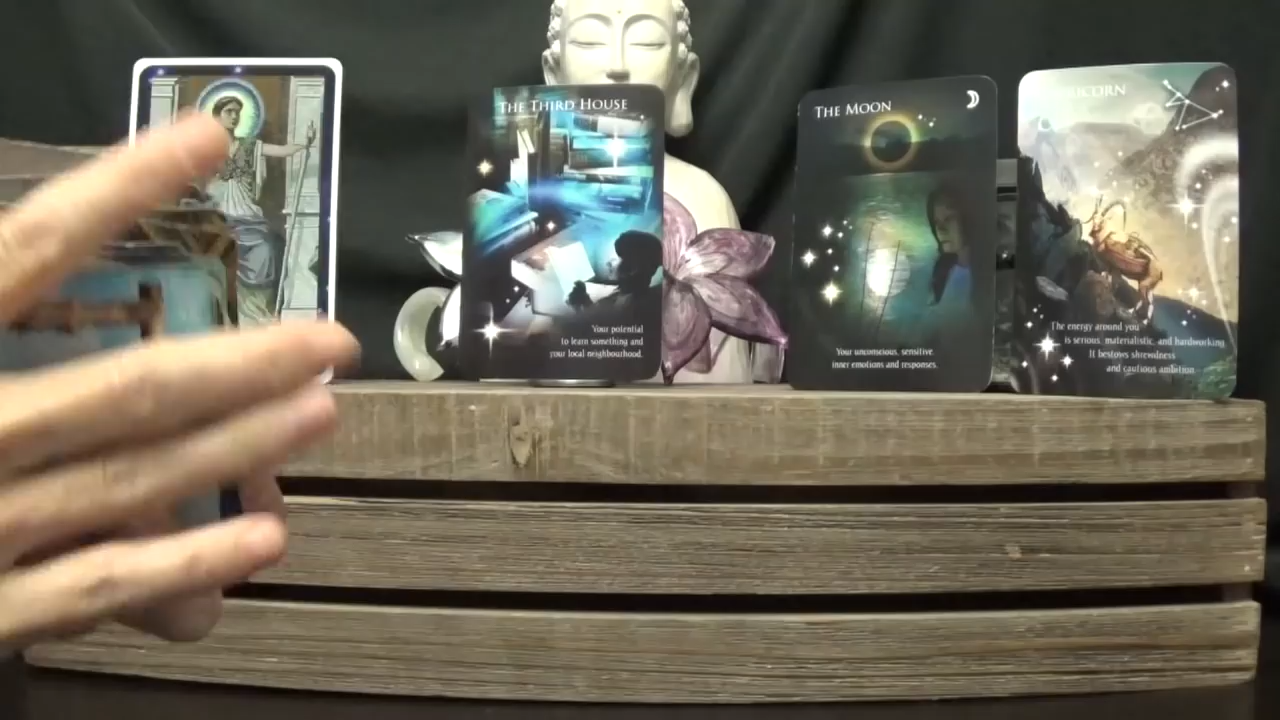 THE THIRD HOUSE
Your potential
to learn something and
your local neighbourhood.
THE MOON
Your unconscious, sensitive
inner emotions and responses.
The energy around you
is serious, materialistic, and hardworking
It bestows shrewdness
and cautious ambition